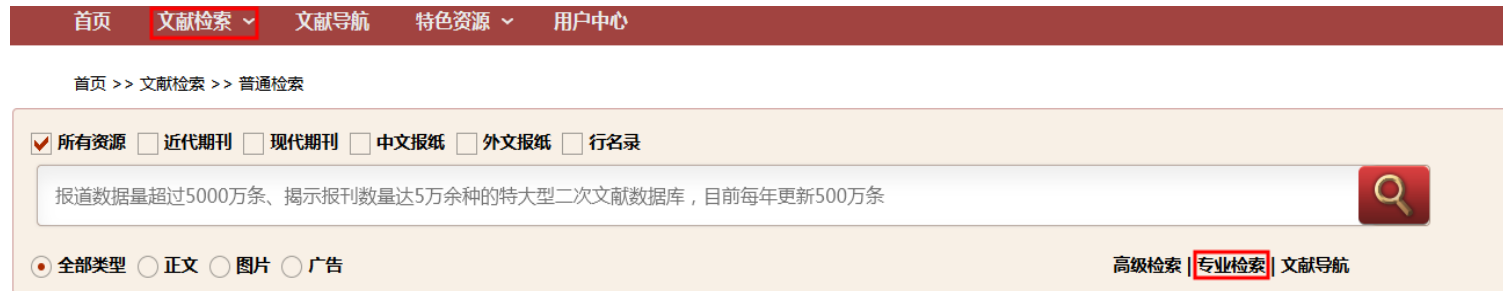 首页 文献检索 文献导航 特色资源 用户中心
首页 >> 文献检索 >> 普通检索
所有资源 近代期刊 现代期刊 中文报纸 外文报纸 行名录
报道数据量超过5000万条、揭示报刊数量达5万余种的特大型二次文献数据库，目前每年更新500万条
全部类型 正文 图片 广告 高级检索 | 专业检索 | 文献导航